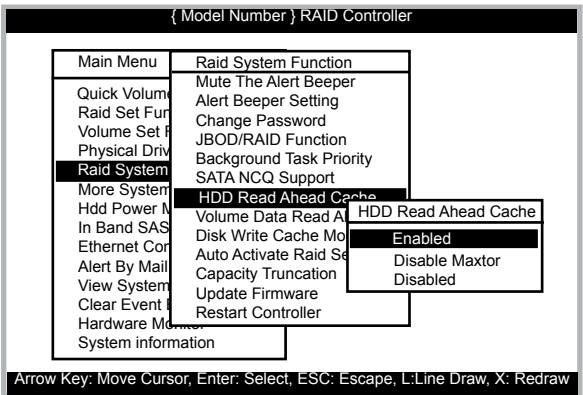 { Model Number } RAID Controller
Main Menu
Quick Volume
Raid Set Fun
Volume Set
Physical Driv
Raid System
More System
Hdd Power
In Band SAS
Ethernet Con
Alert By Mail
View System
Clear Event
Hardware Monitor
System information
Raid System Function
Mute The Alert Beeper
Alert Beeper Setting
Change Password
JBOD/RAID Function
Background Task Priority
SATA NCQ Support
HDD Read Ahead Cache
Volume Data Read
Disk Write Cache Mo
Auto Activate Raid Se
Capacity Truncation
Update Firmware
Restart Controller
HDD Read Ahead Cache
Enabled
Disable Maxtor
Disabled
Arrow Key: Move Cursor, Enter: Select, ESC: Escape, L:Line Draw, X: Redraw